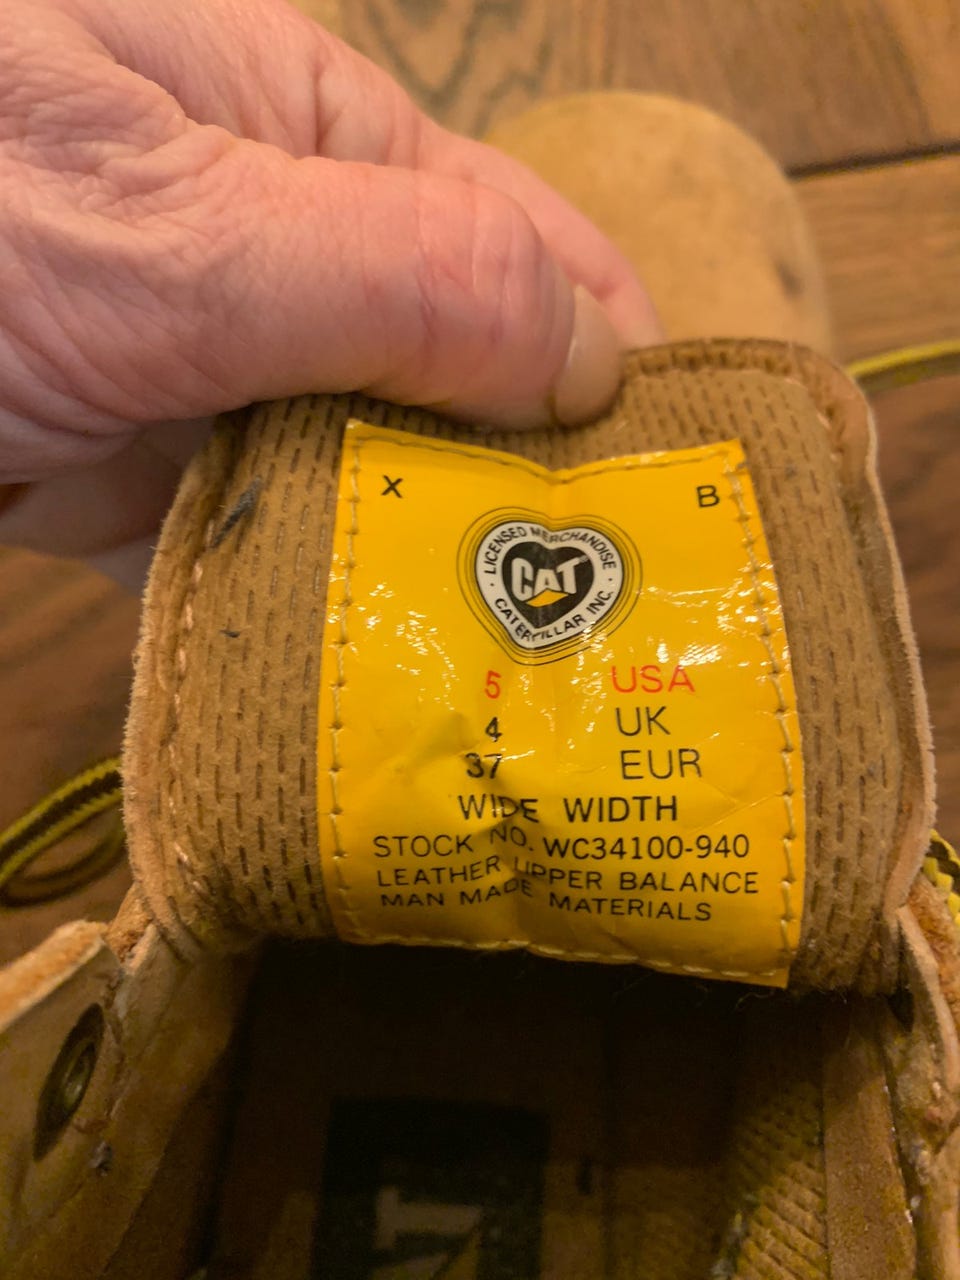 X B
LICENSED MERCHANDISE
CAT
CATERPILLAR INC.
5 USA
4 UK
37 EUR
WIDE WIDTH
STOCK NO. WC34100-940
LEATHER UPPER BALANCE
MAN MADE MATERIALS